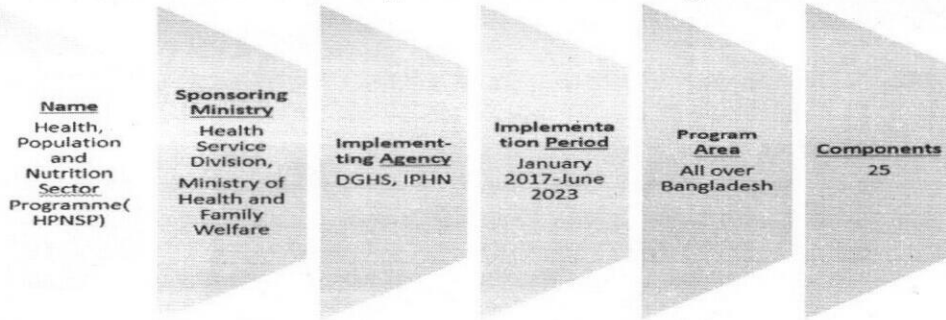 Name
Health,
Population
and
Nutrition
Sector
Programme(
HPNSP)
Sponsoring
Ministry
Health
Service
Division,
Ministry of
Health and
Family
Welfare
Implement-
ting Agency
DGHS, IPHN
Implementa
tion Period
January
2017-June
2023
Program
Area
All over
Bangladesh
Components
25